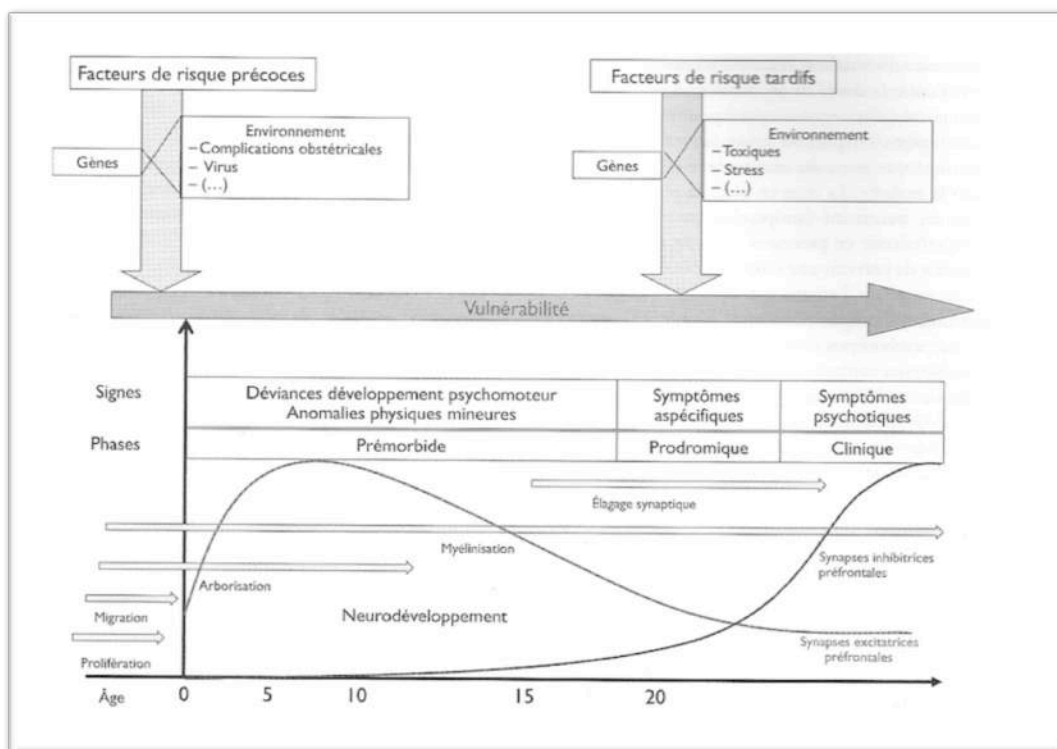 Facteurs de risque précoces
Facteurs de risque tardifs
Gènes
Environnement
– Complications obstétricales
– Virus
– (...)
Gènes
Environnement
– Toxiques
– Stress
– (...)
Vulnérabilité
Signes
Déviances développement psychomoteur
Anomalies physiques mineures
Symptômes
aspécifiques
Symptômes
psychotiques
Phases
Prémorbide
Prodromique
Clinique
Élagage synaptique
Myélinisation
Synapses inhibitrices
préfrontales
Arborisation
Migration
Neurodéveloppement
Synapses excitatrices
préfrontales
Prolifération
Âge 0 5 10 15 20